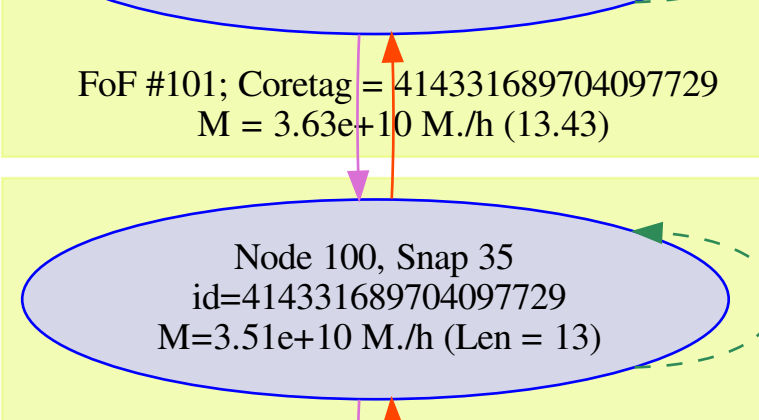 FoF #101; Coretag = 414331689704097729
M = 3.63e+10 M./h (13.43)
Node 100, Snap 35
id=414331689704097729
M=3.51e+10 M./h (Len = 13)